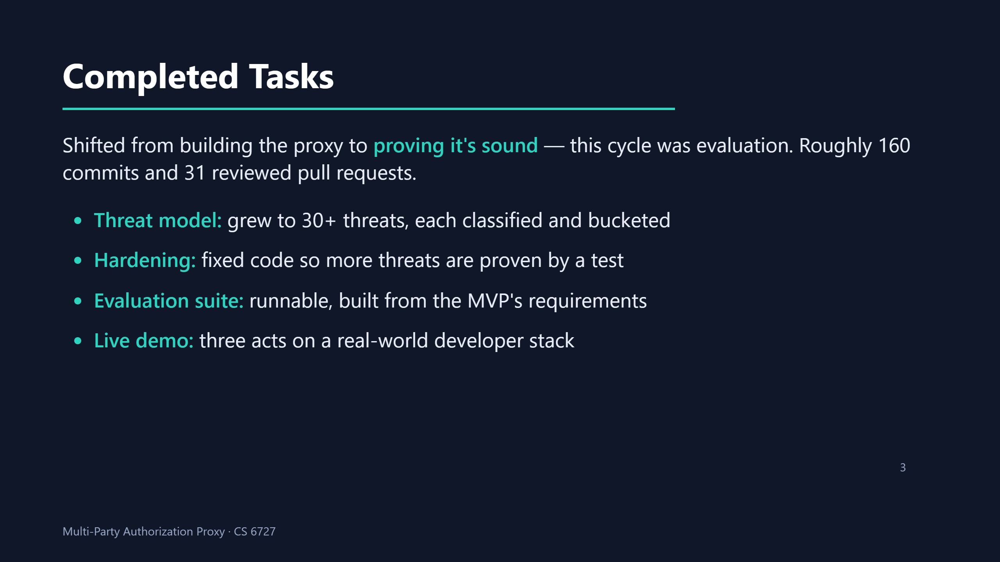 Completed Tasks
Shifted from building the proxy to proving it's sound — this cycle was evaluation. Roughly 160
commits and 31 reviewed pull requests.
• Threat model: grew to 30+ threats, each classified and bucketed
• Hardening: fixed code so more threats are proven by a test
• Evaluation suite: runnable, built from the MVP's requirements
• Live demo: three acts on a real-world developer stack
3
Multi-Party Authorization Proxy · CS 6727